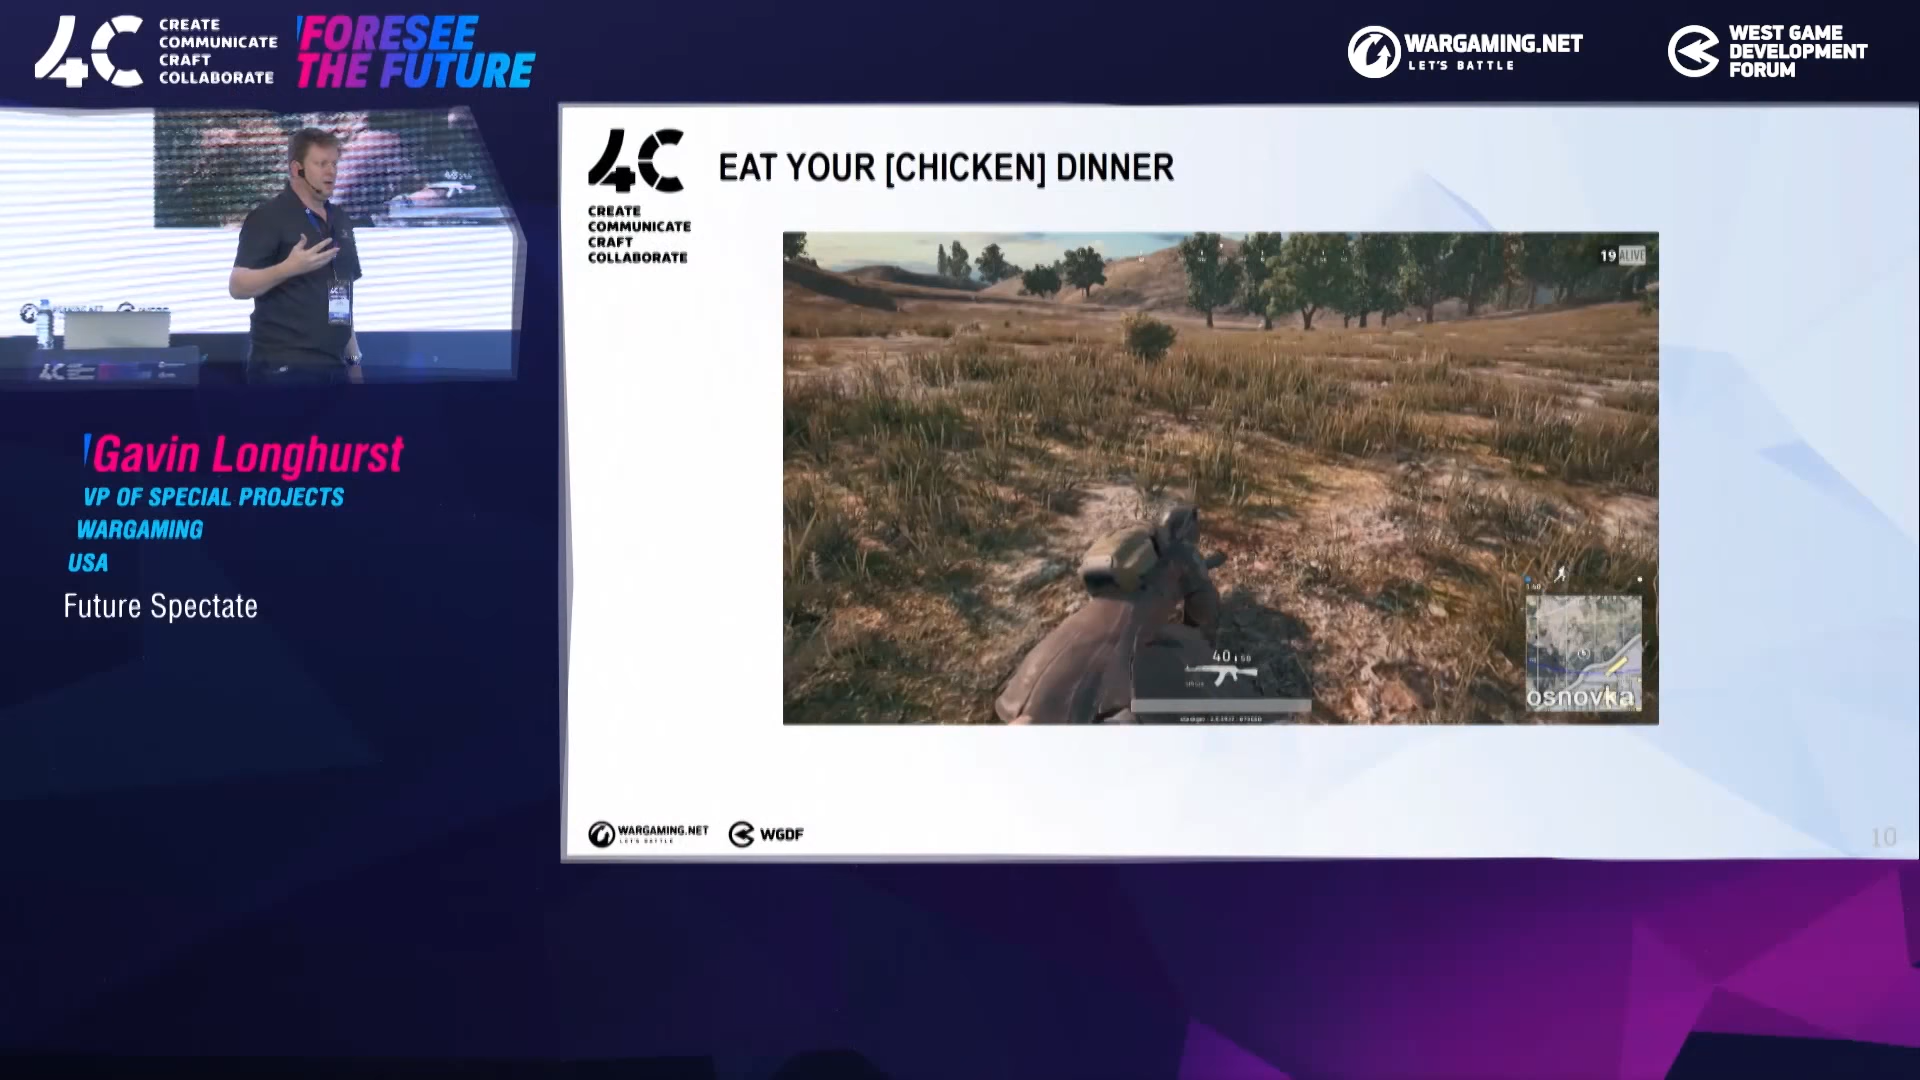 4C
CREATE
COMMUNICATE
CRAFT
COLLABORATE
FORESEE
THE FUTURE
WARGAMING.NET
LET'S BATTLE
WEST GAME
DEVELOPMENT
FORUM
Gavin Longhurst
VP OF SPECIAL PROJECTS
WARGAMING
USA
Future Spectate
4C
CREATE
COMMUNICATE
CRAFT
COLLABORATE
EAT YOUR [CHICKEN] DINNER
19 ALIVE
40
osnovka
WARGAMING.NET
LET'S BATTLE
WGDF
10